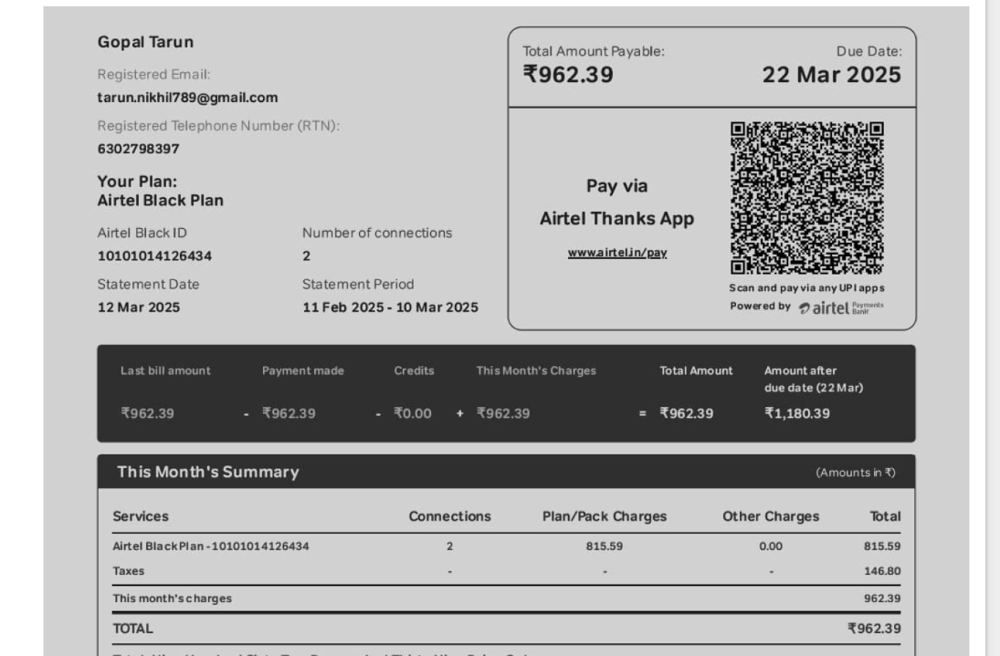 Gopal Tarun
Registered Email:
tarun.nikhil789@gmail.com
Registered Telephone Number (RTN):
6302798397
Your Plan:
Airtel Black Plan
Airtel Black ID Number of connections
10101014126434 2
Statement Date Statement Period
12 Mar 2025 11 Feb 2025 - 10 Mar 2025
Total Amount Payable: Due Date:
₹962.39 22 Mar 2025
Pay via
Airtel Thanks App
www.airtel.in/pay
Scan and pay via any UPI apps
Powered by airtel Payments Bank
Last bill amount Payment made Credits This Month's Charges Total Amount Amount after
due date (22 Mar)
₹962.39 - ₹962.39 - ₹0.00 + ₹962.39 = ₹962.39 ₹1,180.39
This Month's Summary (Amounts in ₹)
Services Connections Plan/Pack Charges Other Charges Total
Airtel Black Plan - 10101014126434 2 815.59 0.00 815.59
Taxes - - - 146.80
This month's charges 962.39
TOTAL ₹962.39